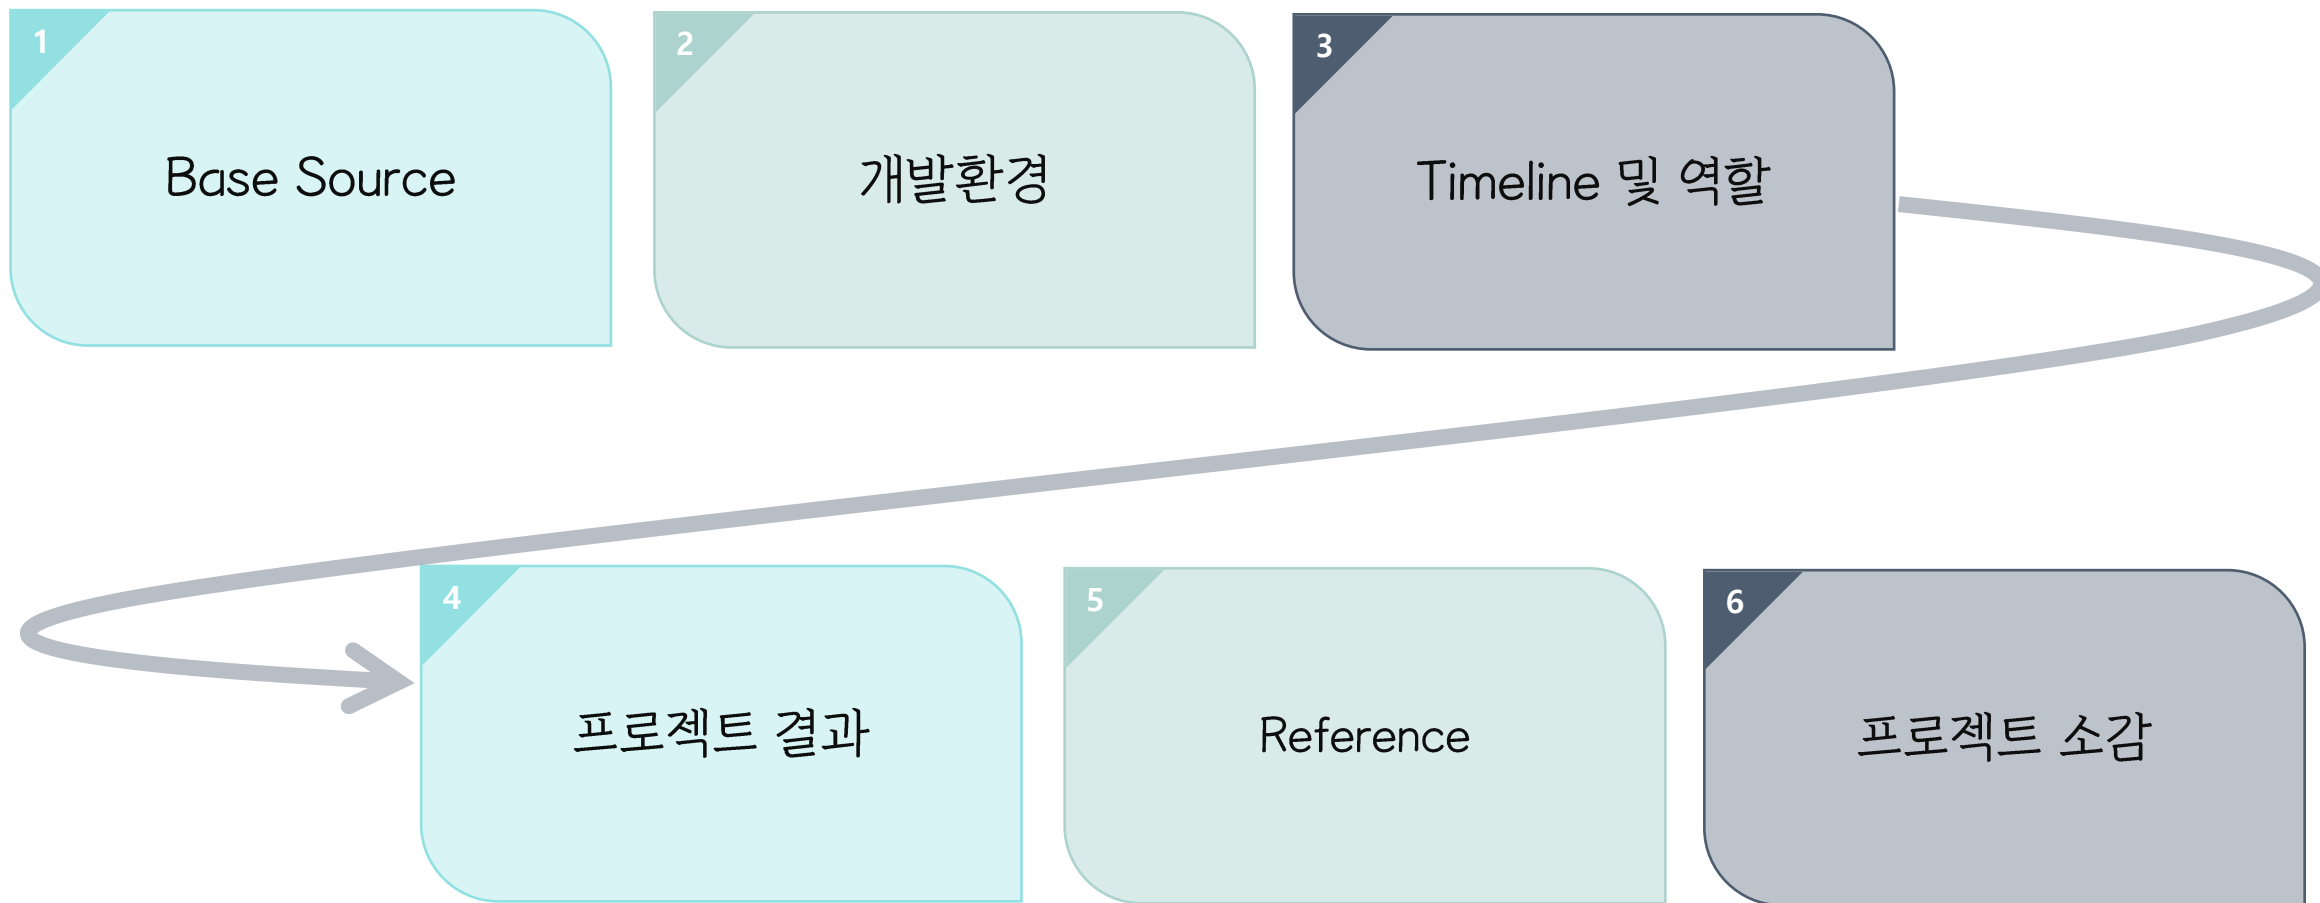 1
Base Source
2
개발환경
3
Timeline 및 역할
4
프로젝트 결과
5
Reference
6
프로젝트 소감